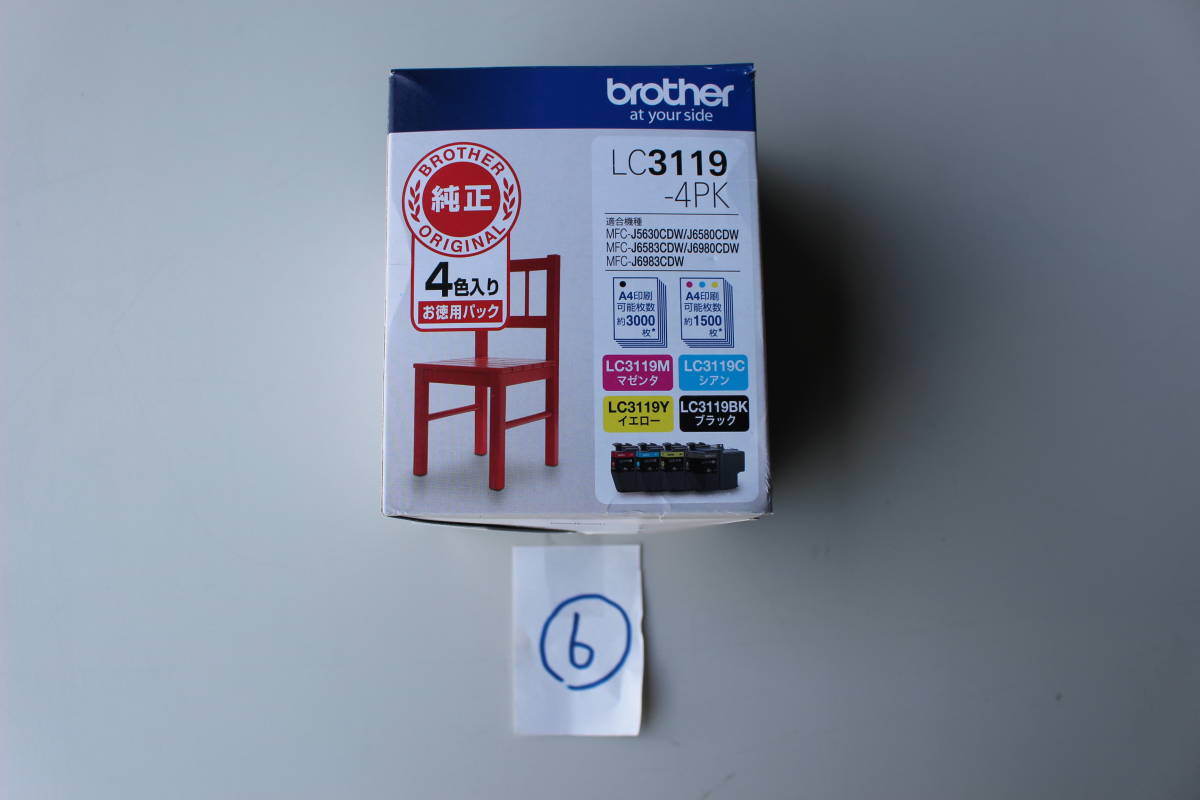 brother
at your side
BROTHER
純正
ORIGINAL
4色入り
お徳用パック
LC3119
-4PK
適合機種
MFC-J5630CDW/J6580CDW
MFC-J6583CDW/J6980CDW
MFC-J6983CDW
A4印刷
可能枚数
約3000
枚*
A4印刷
可能枚数
約1500
枚*
LC3119M
マゼンタ
LC3119C
シアン
LC3119Y
イエロー
LC3119BK
ブラック
6